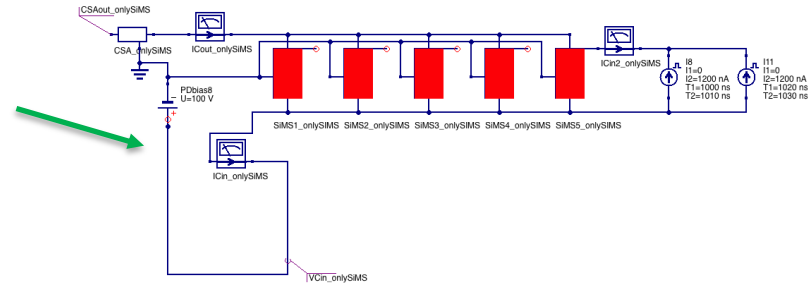 CSAout_onlySiMS
CSA_onlySiMS
ICout_onlySiMS
ICin2_onlySiMS
I8
I1=0
I2=1200 nA
T1=1000 ns
T2=1010 ns
I11
I1=0
I2=1200 nA
T1=1020 ns
T2=1030 ns
PDbias8
U=100 V
SiMS1_onlySIMS
SiMS2_onlySIMS
SiMS3_onlySIMS
SiMS4_onlySIMS
SiMS5_onlySIMS
ICin_onlySiMS
VCin_onlySiMS